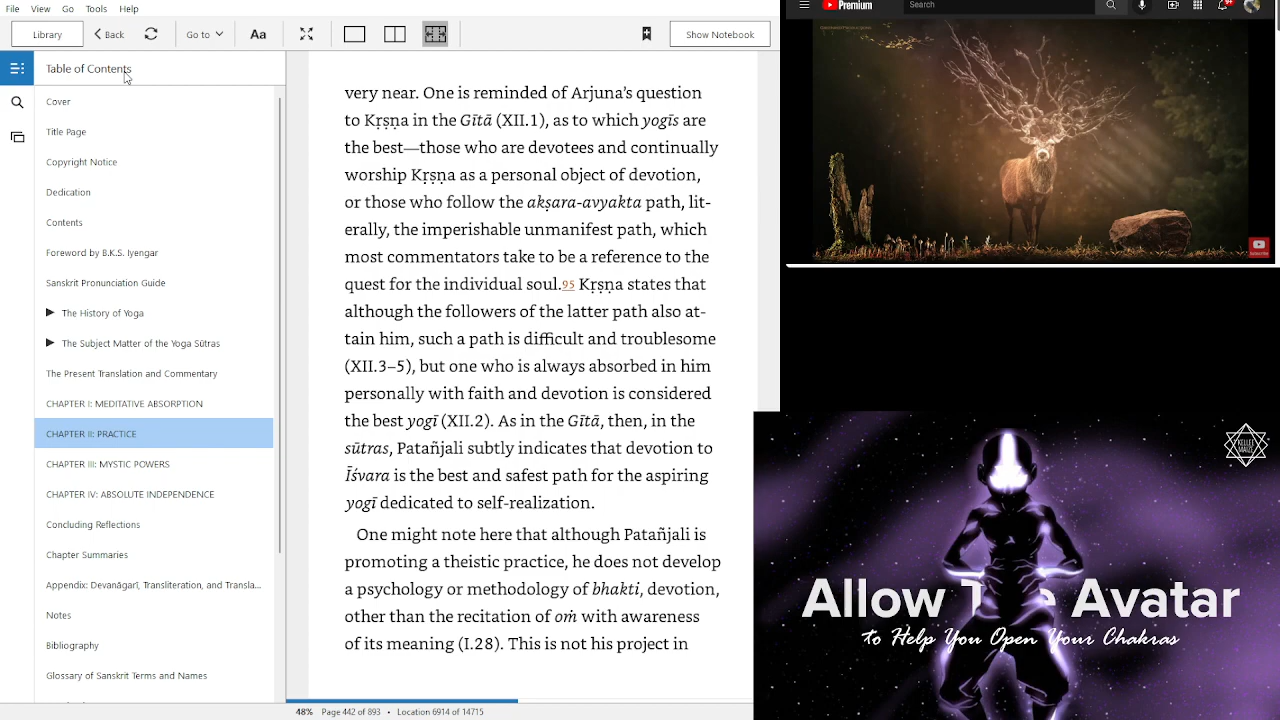 File View Go Tools Help
Library
Back
Go to
Aa
Show Notebook
Table of Contents
Cover
Title Page
Copyright Notice
Dedication
Contents
Foreword by B.K.S. Iyengar
Sanskrit Pronunciation Guide
The History of Yoga
The Subject Matter of the Yoga Sūtras
The Present Translation and Commentary
CHAPTER I: MEDITATIVE ABSORPTION
CHAPTER II: PRACTICE
CHAPTER III: MYSTIC POWERS
CHAPTER IV: ABSOLUTE INDEPENDENCE
Concluding Reflections
Chapter Summaries
Appendix: Devanāgarī, Transliteration, and Transla...
Notes
Bibliography
Glossary of Sanskrit Terms and Names
very near. One is reminded of Arjuna’s question
to Kṛṣṇa in the Gītā (XII.1), as to which yogīs are
the best—those who are devotees and continually
worship Kṛṣṇa as a personal object of devotion,
or those who follow the akṣara-avyakta path, lit-
erally, the imperishable unmanifest path, which
most commentators take to be a reference to the
quest for the individual soul.95 Kṛṣṇa states that
although the followers of the latter path also at-
tain him, such a path is difficult and troublesome
(XII.3–5), but one who is always absorbed in him
personally with faith and devotion is considered
the best yogī (XII.2). As in the Gītā, then, in the
sūtras, Patañjali subtly indicates that devotion to
Īśvara is the best and safest path for the aspiring
yogī dedicated to self-realization.
One might note here that although Patañjali is
promoting a theistic practice, he does not develop
a psychology or methodology of bhakti, devotion,
other than the recitation of oṁ with awareness
of its meaning (I.28). This is not his project in
48% Page 442 of 893 • Location 6914 of 14715
Premium
Search
9+
Subscribe
Allow T e Avatar
to Help You Open Your Chakras